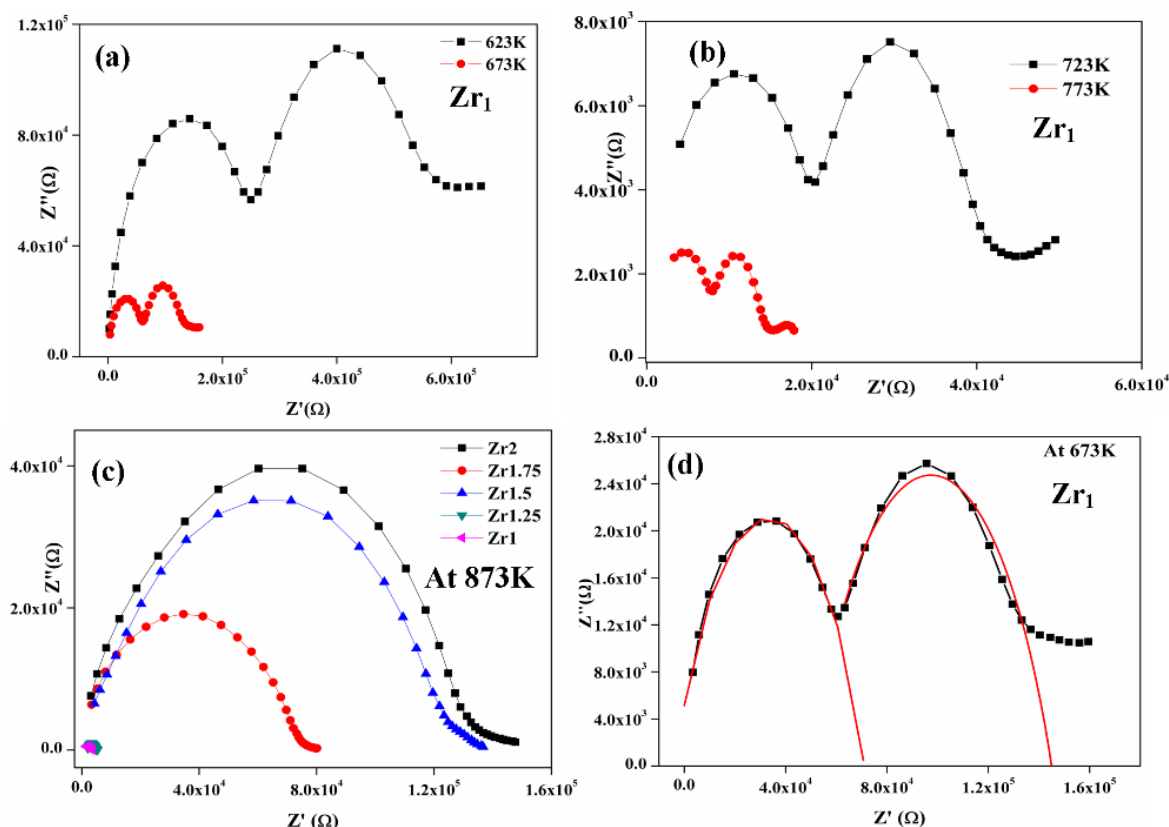 (a)
1.2x10⁵
8.0x10⁴
4.0x10⁴
0.0
Z''(Ω)
623K
673K
Zr₁
0.0
2.0x10⁵
4.0x10⁵
6.0x10⁵
Z'(Ω)
(b)
8.0x10³
6.0x10³
4.0x10³
2.0x10³
0.0
Z''(Ω)
723K
773K
Zr₁
0.0
2.0x10⁴
4.0x10⁴
6.0x10⁴
Z'(Ω)
(c)
4.0x10⁴
2.0x10⁴
0.0
Z''(Ω)
Zr2
Zr1.75
Zr1.5
Zr1.25
Zr1
At 873K
0.0
4.0x10⁴
8.0x10⁴
1.2x10⁵
1.6x10⁵
Z' (Ω)
(d)
2.8x10⁴
2.4x10⁴
2.0x10⁴
1.6x10⁴
1.2x10⁴
8.0x10³
4.0x10³
0.0
Z''(Ω)
At 673K
Zr₁
0.0
4.0x10⁴
8.0x10⁴
1.2x10⁵
1.6x10⁵
Z' (Ω)